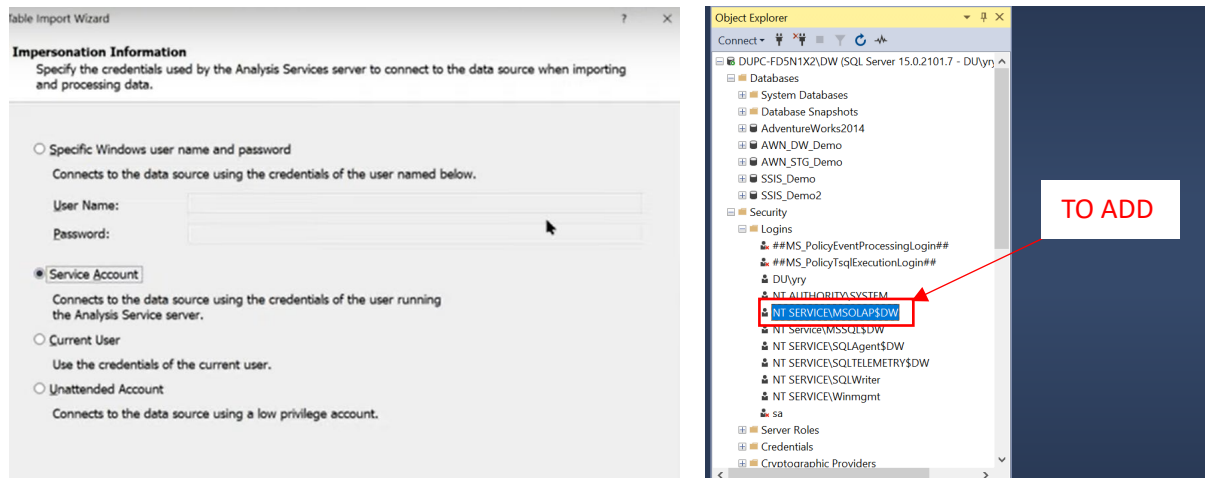 Table Import Wizard
?
Impersonation Information
Specify the credentials used by the Analysis Services server to connect to the data source when importing
and processing data.
Specific Windows user name and password
Connects to the data source using the credentials of the user named below.
User Name:
Password:
Service Account
Connects to the data source using the credentials of the user running
the Analysis Service server.
Current User
Use the credentials of the current user.
Unattended Account
Connects to the data source using a low privilege account.
Object Explorer
Connect
DUPC-FD5N1X2\DW (SQL Server 15.0.2101.7 - DU\yry
Databases
System Databases
Database Snapshots
AdventureWorks2014
AWN_DW_Demo
AWN_STG_Demo
SSIS_Demo
SSIS_Demo2
Security
Logins
##MS_PolicyEventProcessingLogin##
##MS_PolicyTsqlExecutionLogin##
DU\yry
NT AUTHORITY\SYSTEM
NT SERVICE\MSOLAP$DW
NT Service\MSSQL$DW
NT SERVICE\SQLAgent$DW
NT SERVICE\SQLTELEMETRY$DW
NT SERVICE\SQLWriter
NT SERVICE\Winmgmt
sa
Server Roles
Credentials
Cryptographic Providers
TO ADD